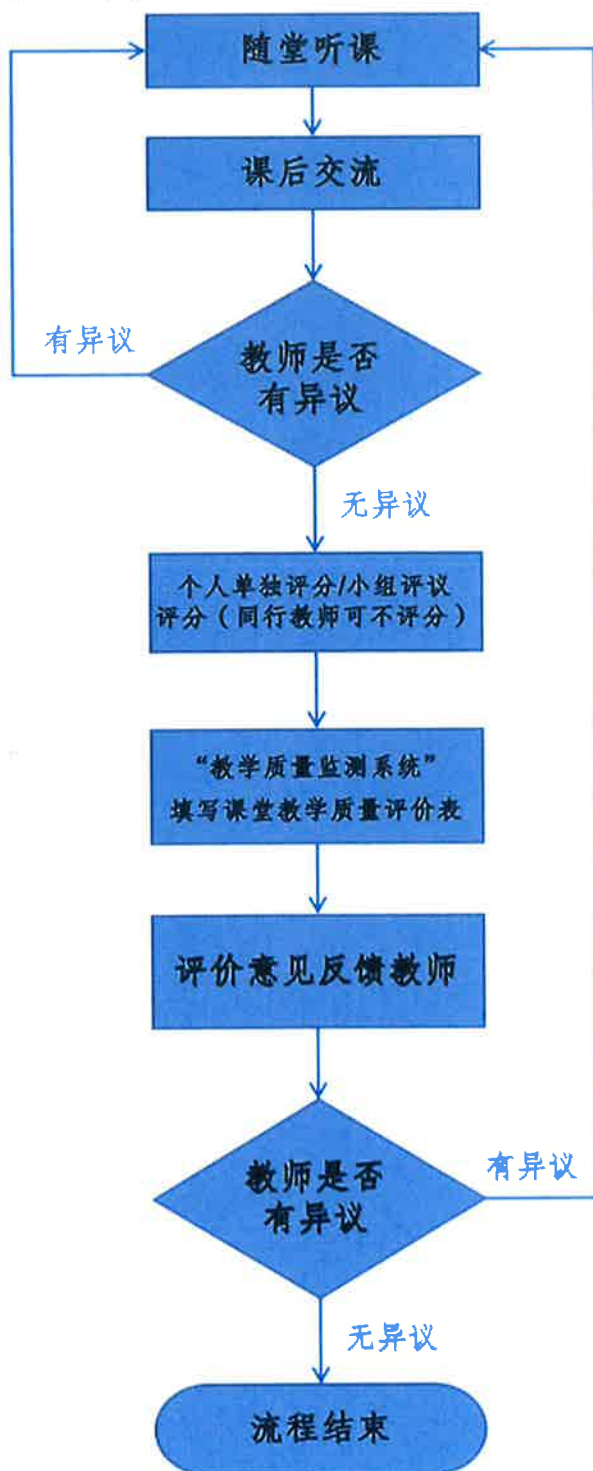 随堂听课
课后交流
有异议
教师是否
有异议
无异议
个人单独评分/小组评议
评分（同行教师可不评分）
“教学质量监测系统”
填写课堂教学质量评价表
评价意见反馈教师
教师是否
有异议
有异议
无异议
流程结束